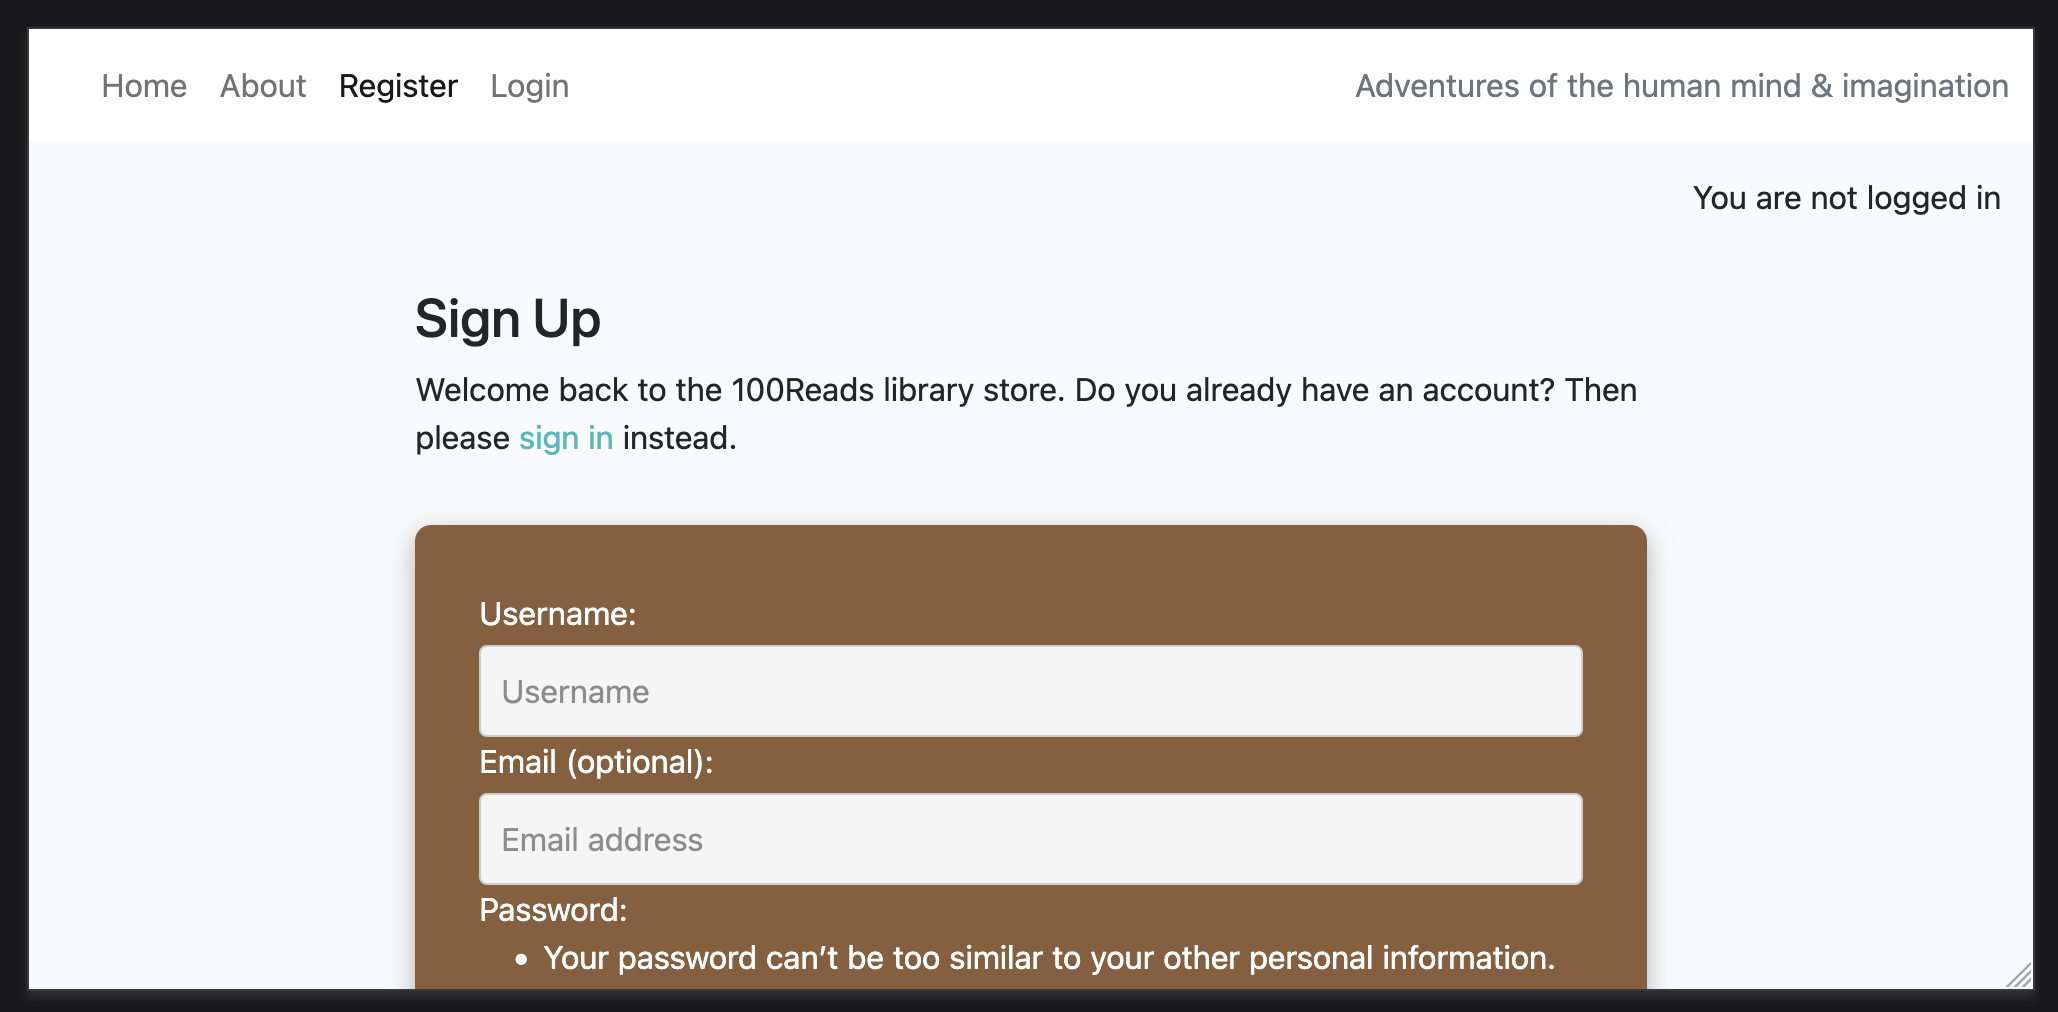 Home About Register Login Adventures of the human mind & imagination
You are not logged in
Sign Up
Welcome back to the 100Reads library store. Do you already have an account? Then
please sign in instead.
Username:
Username
Email (optional):
Email address
Password:
• Your password can’t be too similar to your other personal information.